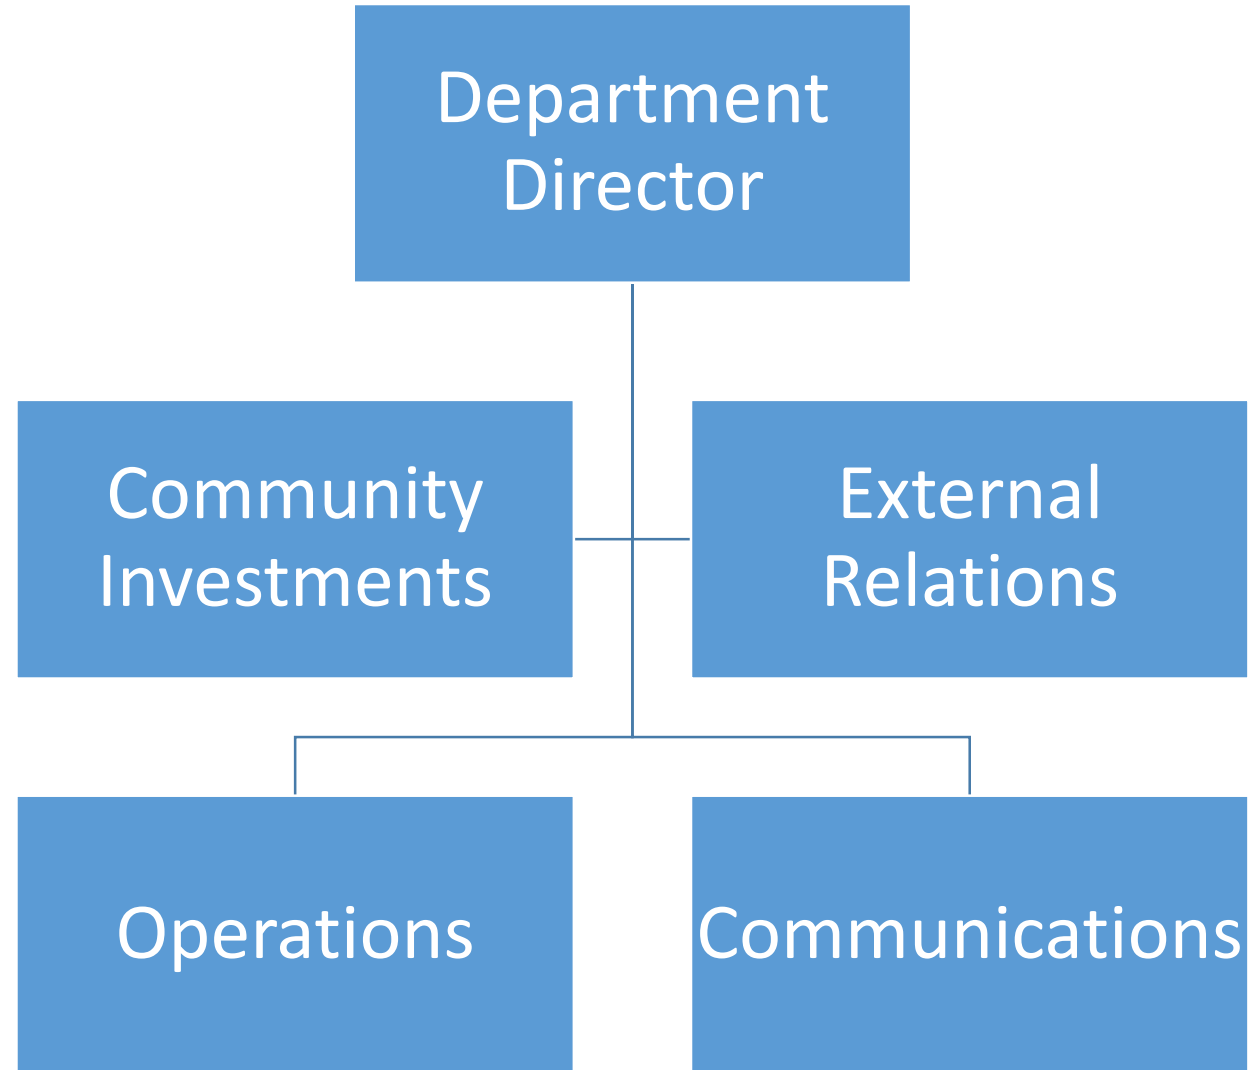 Department
Director
Community
Investments
External
Relations
Operations
Communications